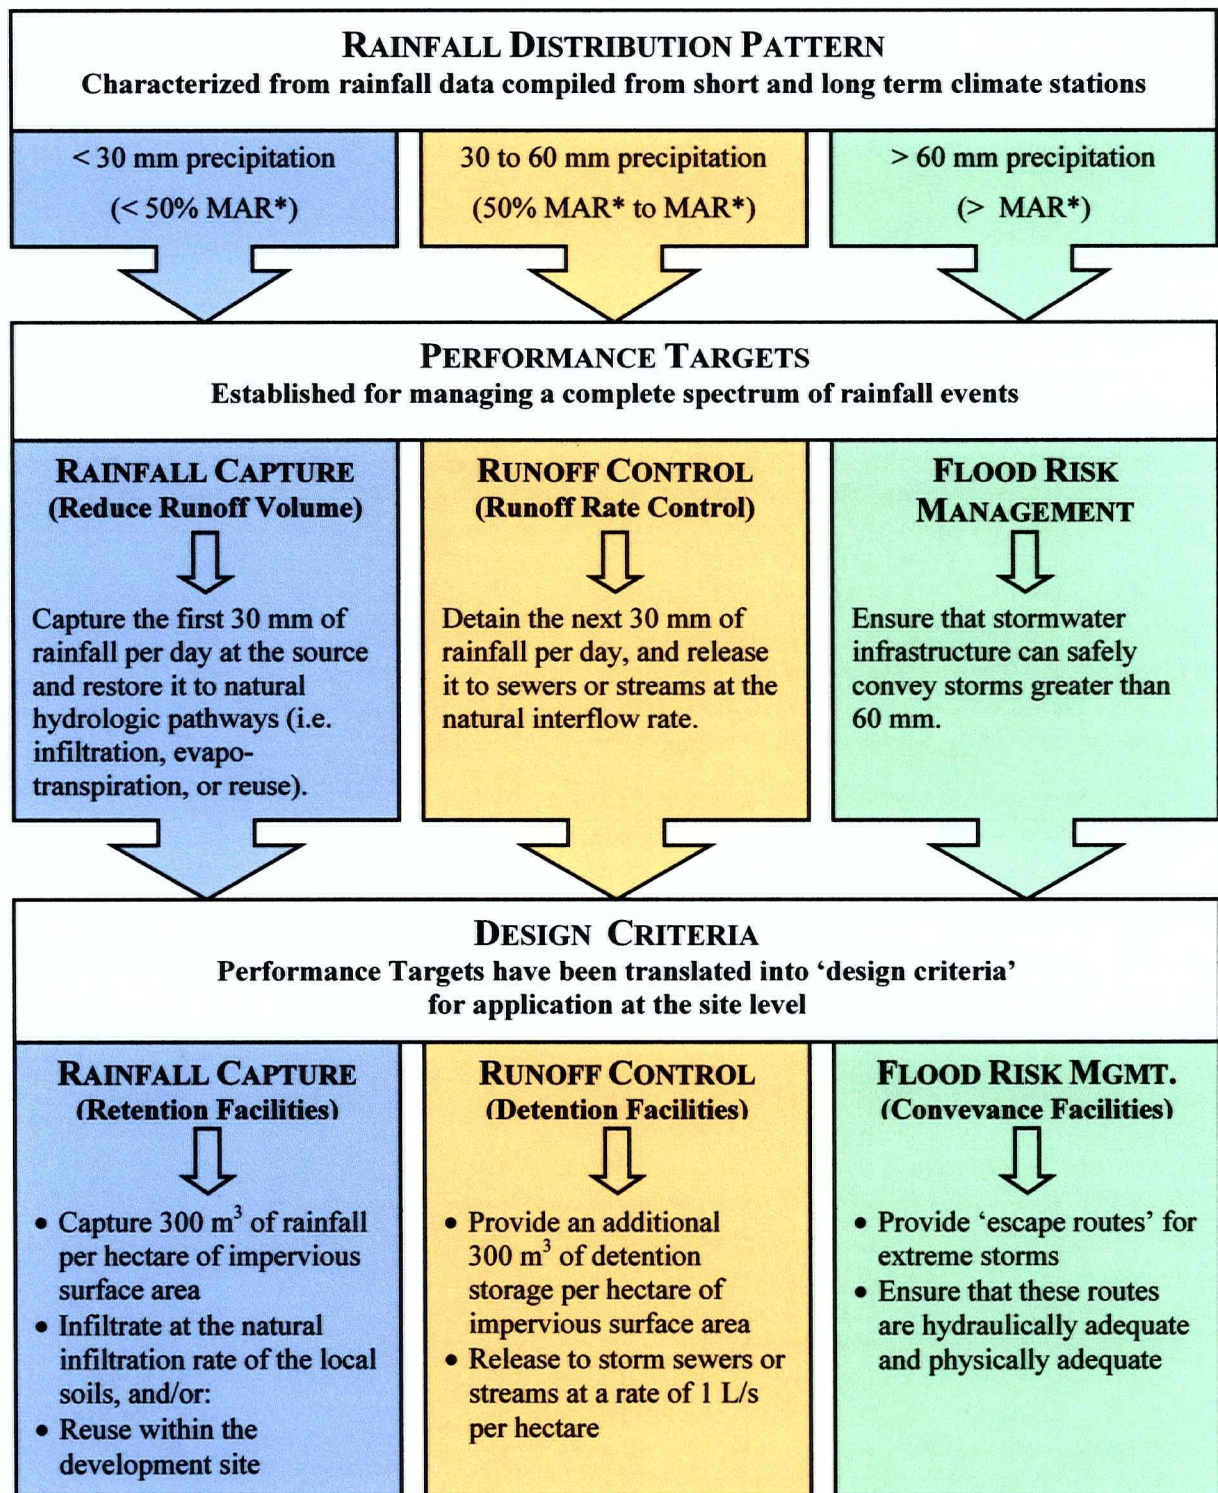 RAINFALL DISTRIBUTION PATTERN
Characterized from rainfall data compiled from short and long term climate stations
< 30 mm precipitation
(< 50% MAR*)
30 to 60 mm precipitation
(50% MAR* to MAR*)
> 60 mm precipitation
(> MAR*)
PERFORMANCE TARGETS
Established for managing a complete spectrum of rainfall events
RAINFALL CAPTURE
(Reduce Runoff Volume)
Capture the first 30 mm of
rainfall per day at the source
and restore it to natural
hydrologic pathways (i.e.
infiltration, evapo-
transpiration, or reuse).
RUNOFF CONTROL
(Runoff Rate Control)
Detain the next 30 mm of
rainfall per day, and release
it to sewers or streams at the
natural interflow rate.
FLOOD RISK
MANAGEMENT
Ensure that stormwater
infrastructure can safely
convey storms greater than
60 mm.
DESIGN CRITERIA
Performance Targets have been translated into ‘design criteria’
for application at the site level
RAINFALL CAPTURE
(Retention Facilities)
• Capture 300 m³ of rainfall
per hectare of impervious
surface area
• Infiltrate at the natural
infiltration rate of the local
soils, and/or:
• Reuse within the
development site
RUNOFF CONTROL
(Detention Facilities)
• Provide an additional
300 m³ of detention
storage per hectare of
impervious surface area
• Release to storm sewers or
streams at a rate of 1 L/s
per hectare
FLOOD RISK MGMT.
(Conveyance Facilities)
• Provide ‘escape routes’ for
extreme storms
• Ensure that these routes
are hydraulically adequate
and physically adequate